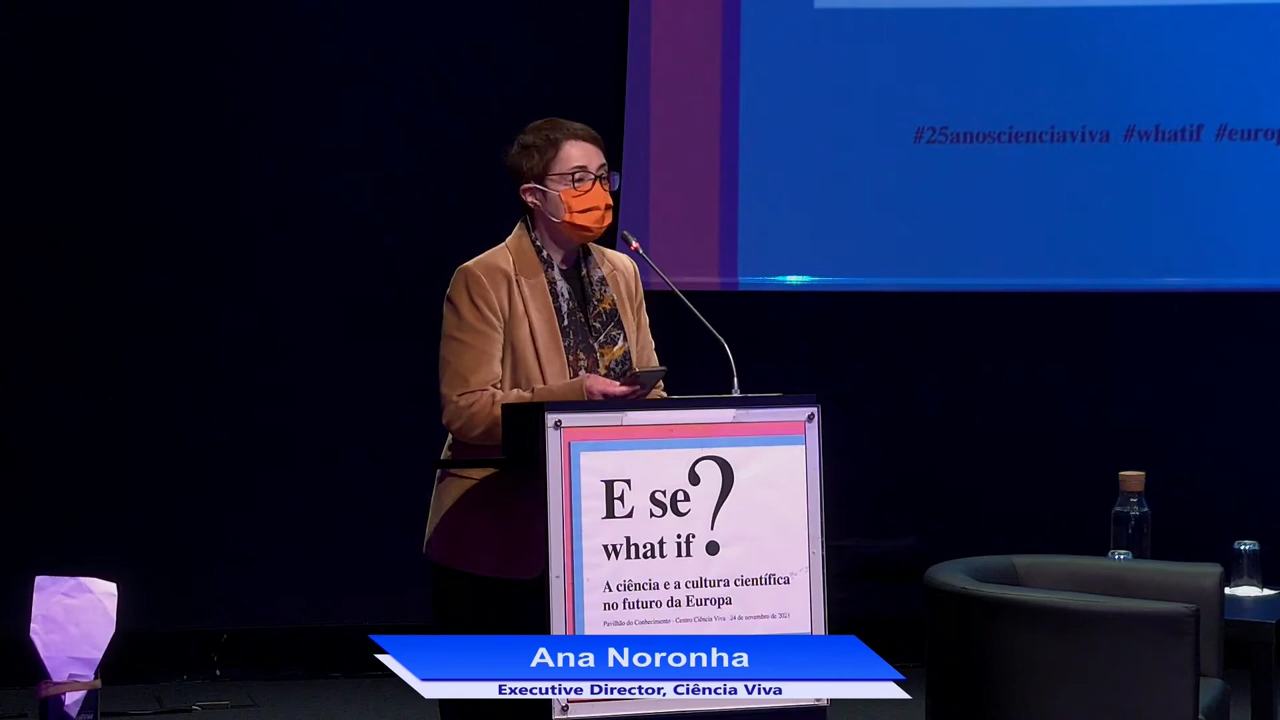 #25anoscienciaviva #whatif #europ
E se?
what if
A ciência e a cultura científica
no futuro da Europa
Pavilhão do Conhecimento - Centro Ciência Viva 24 de novembro de 2021
Ana Noronha
Executive Director, Ciência Viva